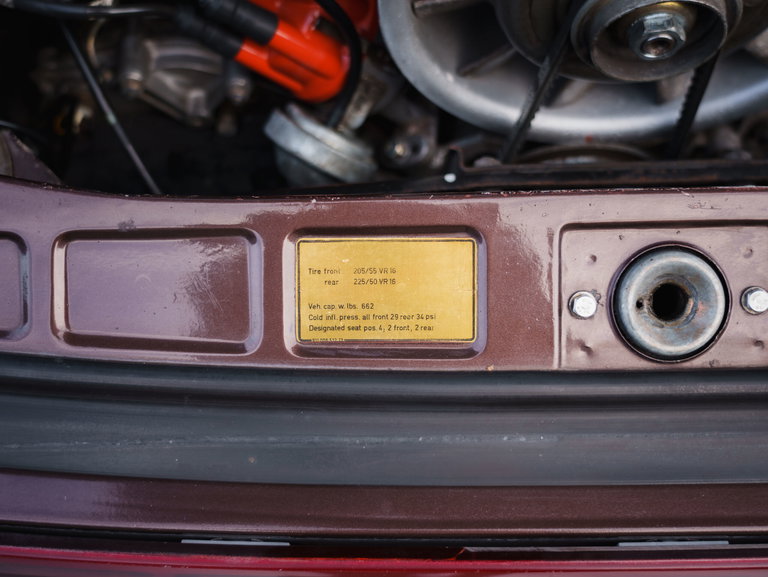 Tire front 205/55 VR 16
rear 225/50 VR 16
Veh. cap. w. lbs. 662
Cold infl. press. all front 29 rear 34 psi
Designated seat pos. 4, 2 front, 2 rear